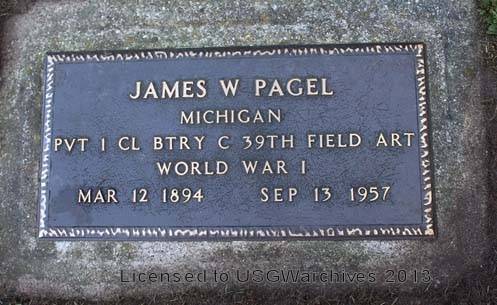 JAMES W PAGEL
MICHIGAN
PVT 1 CL BTRY C 39TH FIELD ART
WORLD WAR I
MAR 12 1894 SEP 13 1957
Licensed to USGWarchives 2013